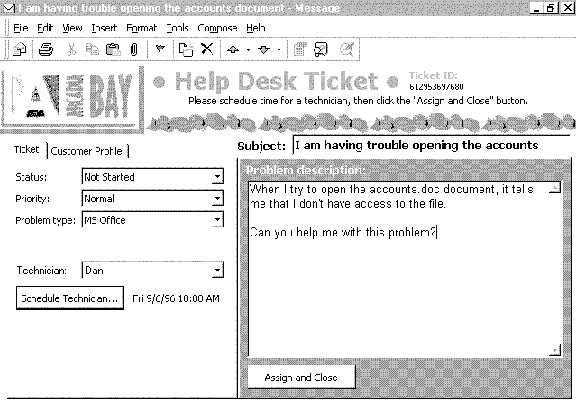 I am having trouble opening the accounts document - Message
File Edit View Insert Format Tools Compose Help
BAY
Help Desk Ticket
Ticket ID:
612953697680
Please schedule time for a technician, then click the "Assign and Close" button.
Ticket
Customer Profile
Subject: I am having trouble opening the accounts
Status: Not Started
Priority: Normal
Problem type: MS Office
Technician: Dan
Schedule Technician... Fri 9/6/96 10:00 AM
Problem description:
When I try to open the accounts.doc document, it tells
me that I don't have access to the file.
Can you help me with this problem?
Assign and Close